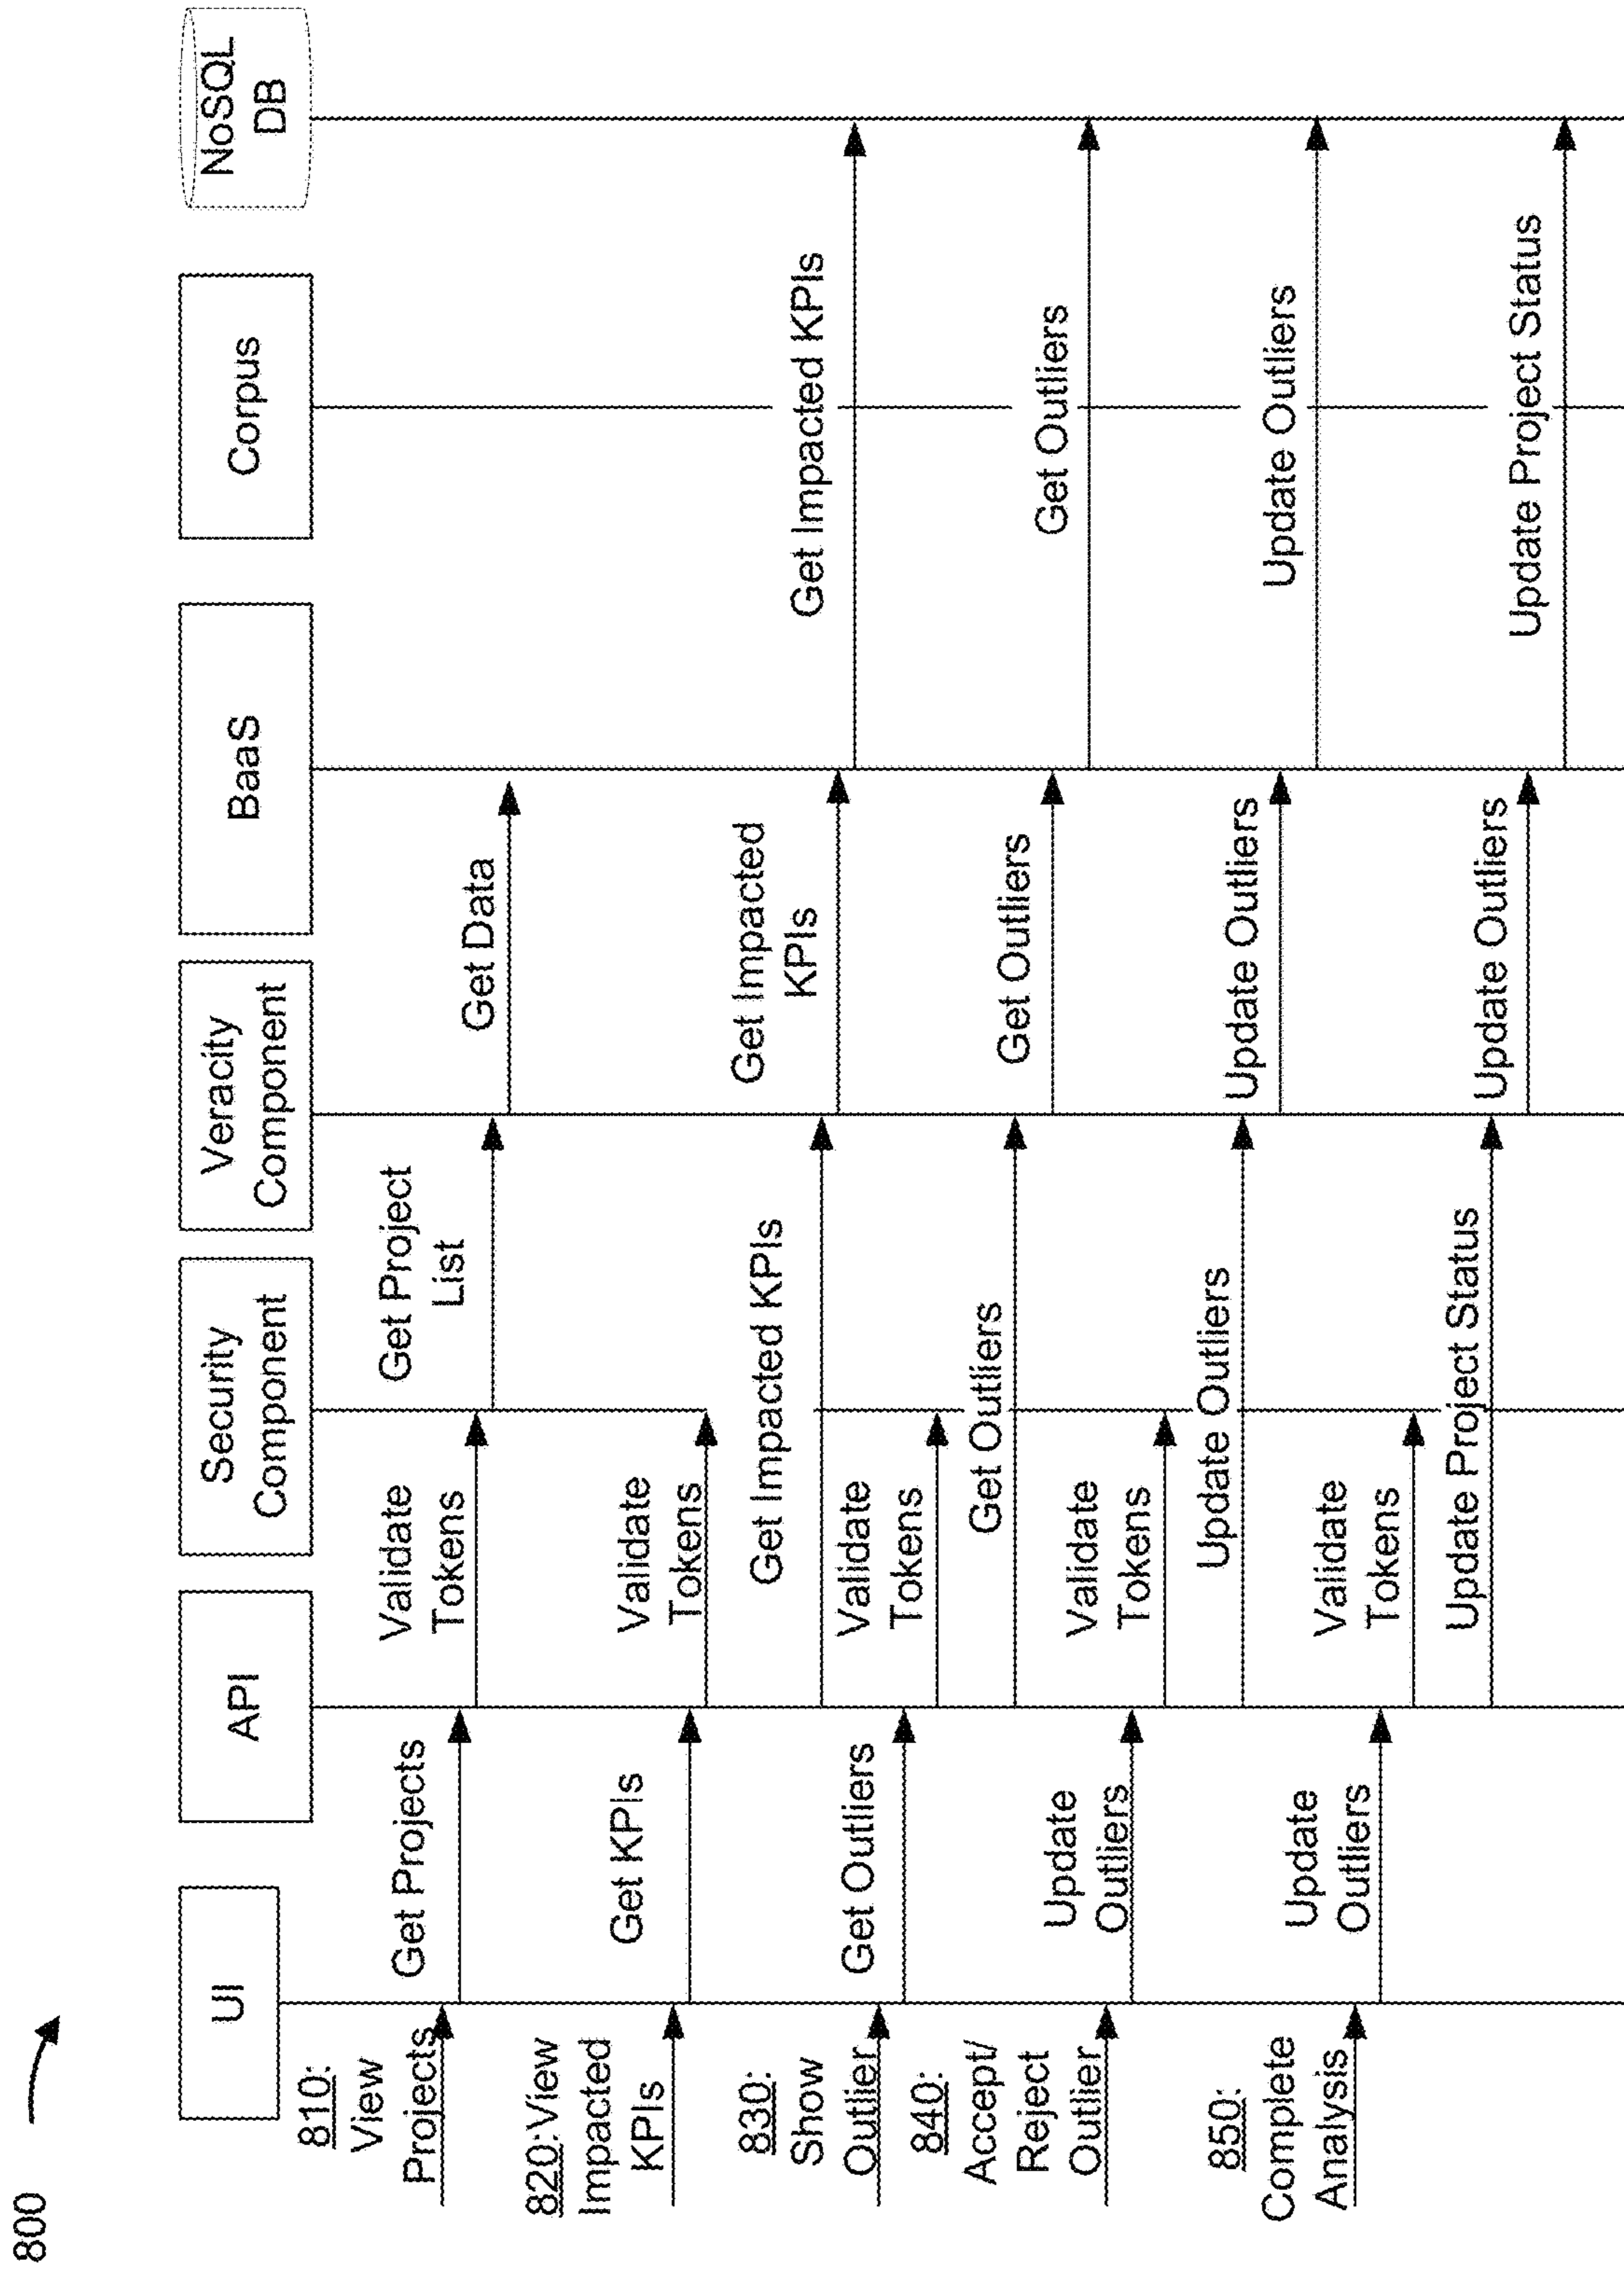 800
UI
API
Security
Component
Veracity
Component
BaaS
Corpus
NoSQL
DB
810:
View
Projects
Get Projects
Validate
Tokens
Get Project
List
Get Data
820:View
Impacted
KPIs
Get KPIs
Validate
Tokens
Get Impacted KPIs
Get Impacted
KPIs
Get Impacted KPIs
830:
Show
Outlier
Get Outliers
Validate
Tokens
Get Outliers
Get Outliers
Get Outliers
840:
Accept/
Reject
Outlier
Update
Outliers
Validate
Tokens
Update Outliers
Update Outliers
Update Outliers
850:
Complete
Analysis
Update
Outliers
Validate
Tokens
Update Project Status
Update Outliers
Update Project Status